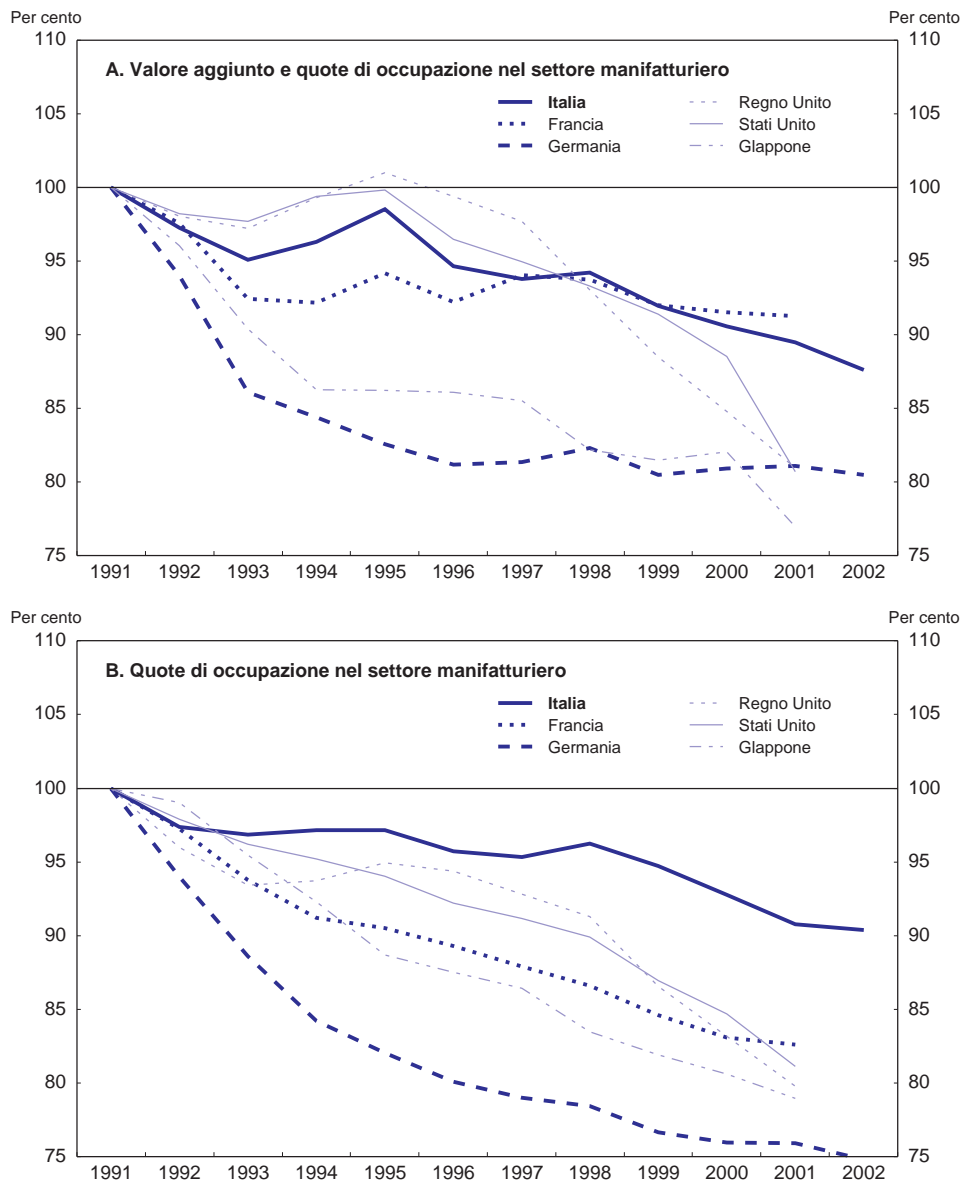 Per cento Per cento
110 110
A. Valore aggiunto e quote di occupazione nel settore manifatturiero
Italia Regno Unito
105 105
Francia Stati Unito
Germania Glappone
100 100
95 95
90 90
85 85
80 80
75 75
1991 1992 1993 1994 1995 1996 1997 1998 1999 2000 2001 2002
Per cento Per cento
110 110
B. Quote di occupazione nel settore manifatturiero
Italia Regno Unito
105 105
Francia Stati Unito
Germania Glappone
100 100
95 95
90 90
85 85
80 80
75 75
1991 1992 1993 1994 1995 1996 1997 1998 1999 2000 2001 2002